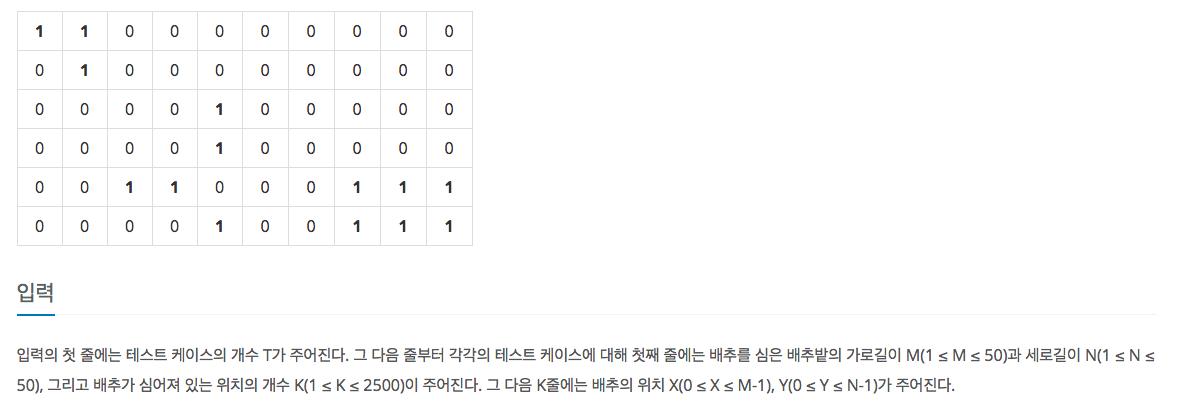 1 1 0 0 0 0 0 0 0 0
0 1 0 0 0 0 0 0 0 0
0 0 0 0 1 0 0 0 0 0
0 0 0 0 1 0 0 0 0 0
0 0 1 1 0 0 0 1 1 1
0 0 0 0 1 0 0 1 1 1
입력
입력의 첫 줄에는 테스트 케이스의 개수 T가 주어진다. 그 다음 줄부터 각각의 테스트 케이스에 대해 첫째 줄에는 배추를 심은 배추밭의 가로길이 M(1 ≤ M ≤ 50)과 세로길이 N(1 ≤ N ≤
50), 그리고 배추가 심어져 있는 위치의 개수 K(1 ≤ K ≤ 2500)이 주어진다. 그 다음 K줄에는 배추의 위치 X(0 ≤ X ≤ M-1), Y(0 ≤ Y ≤ N-1)가 주어진다.